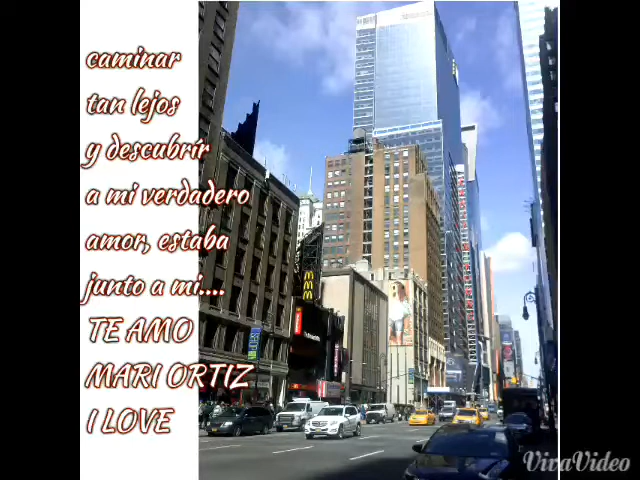 caminar
tan lejos
y descubrir
a mi verdadero
amor, estaba
junto a mi....
TE AMO
MARI ORTIZ
I LOVE
VivaVideo